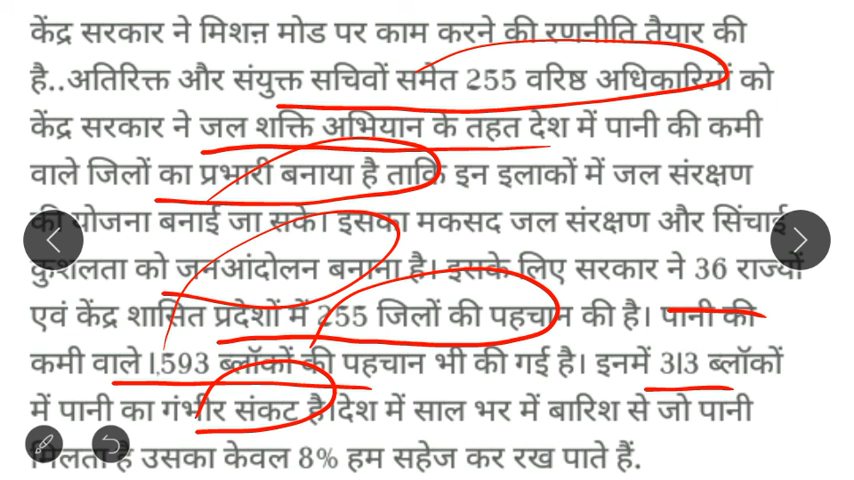 केंद्र सरकार ने मिशन मोड पर काम करने की रणनीति तैयार की
है..अतिरिक्त और संयुक्त सचिवों समेत 255 वरिष्ठ अधिकारियों को
केंद्र सरकार ने जल शक्ति अभियान के तहत देश में पानी की कमी
वाले जिलों का प्रभारी बनाया है ताकि इन इलाकों में जल संरक्षण
की योजना बनाई जा सके। इसका मकसद जल संरक्षण और सिंचाई
कुशलता को जनआंदोलन बनाना है। इसके लिए सरकार ने 36 राज्यों
एवं केंद्र शासित प्रदेशों में 255 जिलों की पहचान की है। पानी की
कमी वाले 1,593 ब्लॉकों की पहचान भी की गई है। इनमें 313 ब्लॉकों
में पानी का गंभीर संकट है।देश में साल भर में बारिश से जो पानी
मिलता है उसका केवल 8% हम सहेज कर रख पाते हैं.